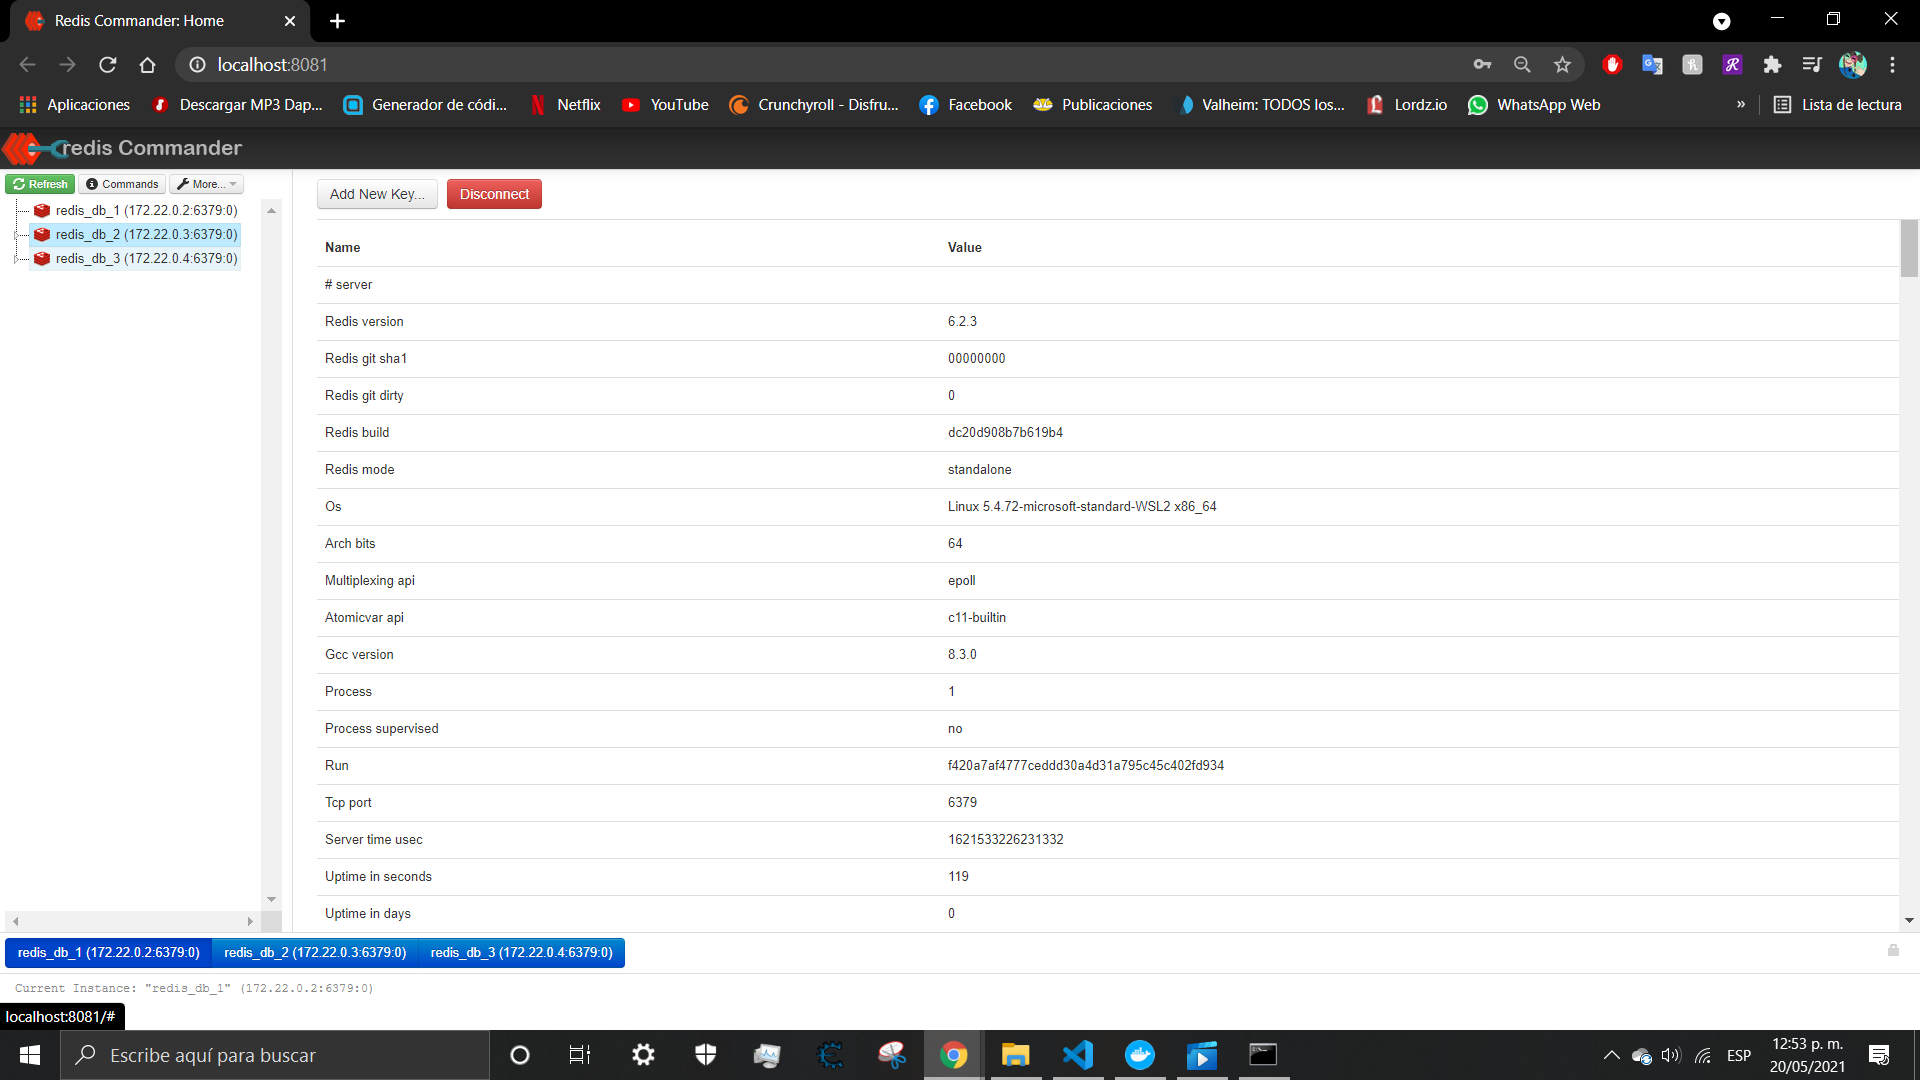 Redis Commander: Home
localhost:8081
Aplicaciones Descargar MP3 Dap... Generador de códi... Netflix YouTube Crunchyroll - Disfru... Facebook Publicaciones Valheim: TODOS los... Lordz.io WhatsApp Web » Lista de lectura
redis Commander
Refresh Commands More...
redis_db_1 (172.22.0.2:6379:0)
redis_db_2 (172.22.0.3:6379:0)
redis_db_3 (172.22.0.4:6379:0)
Add New Key... Disconnect
Name Value
# server
Redis version 6.2.3
Redis git sha1 00000000
Redis git dirty 0
Redis build dc20d908b7b619b4
Redis mode standalone
Os Linux 5.4.72-microsoft-standard-WSL2 x86_64
Arch bits 64
Multiplexing api epoll
Atomicvar api c11-builtin
Gcc version 8.3.0
Process 1
Process supervised no
Run f420a7af4777ceddd30a4d31a795c45c402fd934
Tcp port 6379
Server time usec 1621533226231332
Uptime in seconds 119
Uptime in days 0
redis_db_1 (172.22.0.2:6379:0) redis_db_2 (172.22.0.3:6379:0) redis_db_3 (172.22.0.4:6379:0)
Current Instance: "redis_db_1" (172.22.0.2:6379:0)
localhost:8081/#
Escribe aquí para buscar
ESP
12:53 p. m.
20/05/2021